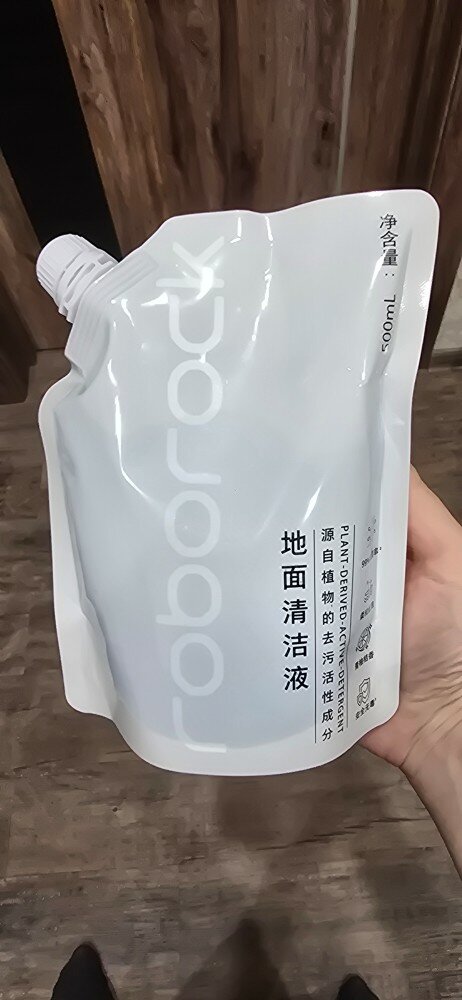 roborock
净含量：500mL
地面清洁液
源自植物*的去污活性成分
PLANT-DERIVED-ACTIVE-DETERGENT